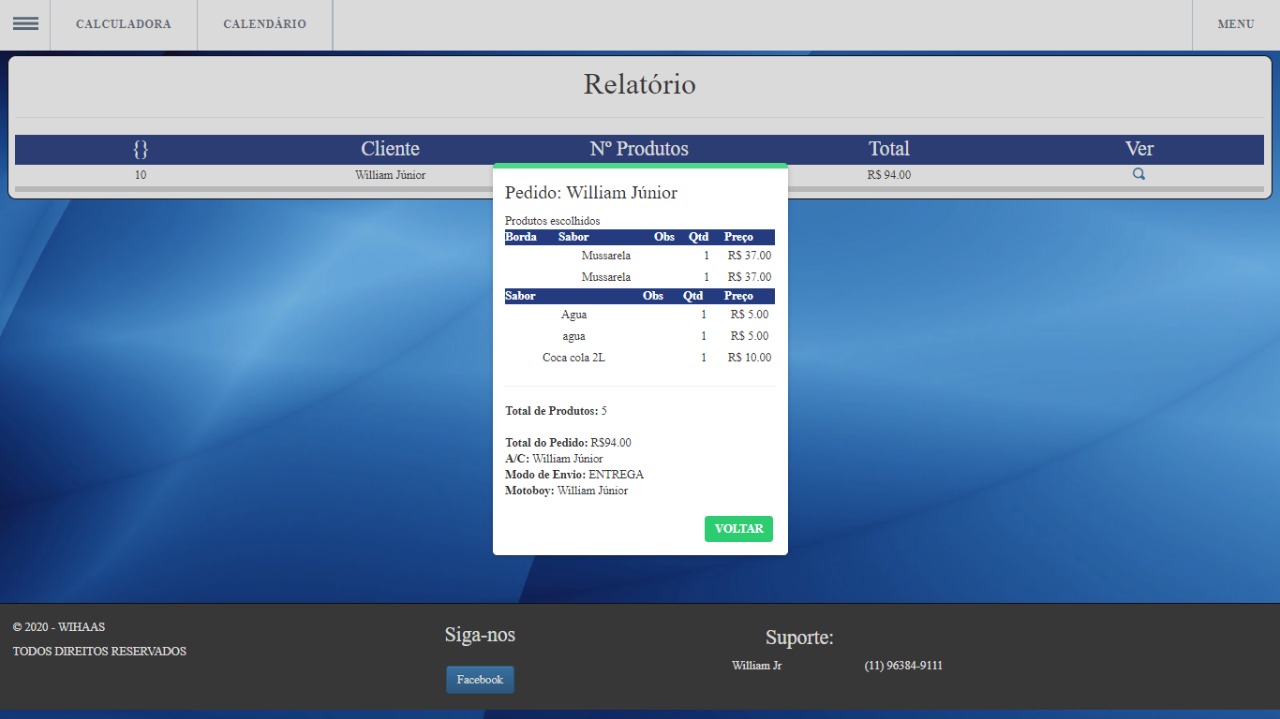 CALCULADORA CALENDÁRIO MENU
Relatório
{} Cliente Nº Produtos Total Ver
10 William Júnior R$ 94.00
Pedido: William Júnior
Produtos escolhidos
Borda Sabor Obs Qtd Preço
Mussarela 1 R$ 37.00
Mussarela 1 R$ 37.00
Sabor Obs Qtd Preço
Agua 1 R$ 5.00
agua 1 R$ 5.00
Coca cola 2L 1 R$ 10.00
Total de Produtos: 5
Total do Pedido: R$94.00
A/C: William Júnior
Modo de Envio: ENTREGA
Motoboy: William Júnior
VOLTAR
© 2020 - WIHAAS
TODOS DIREITOS RESERVADOS
Siga-nos
Facebook
Suporte:
William Jr (11) 96384-9111